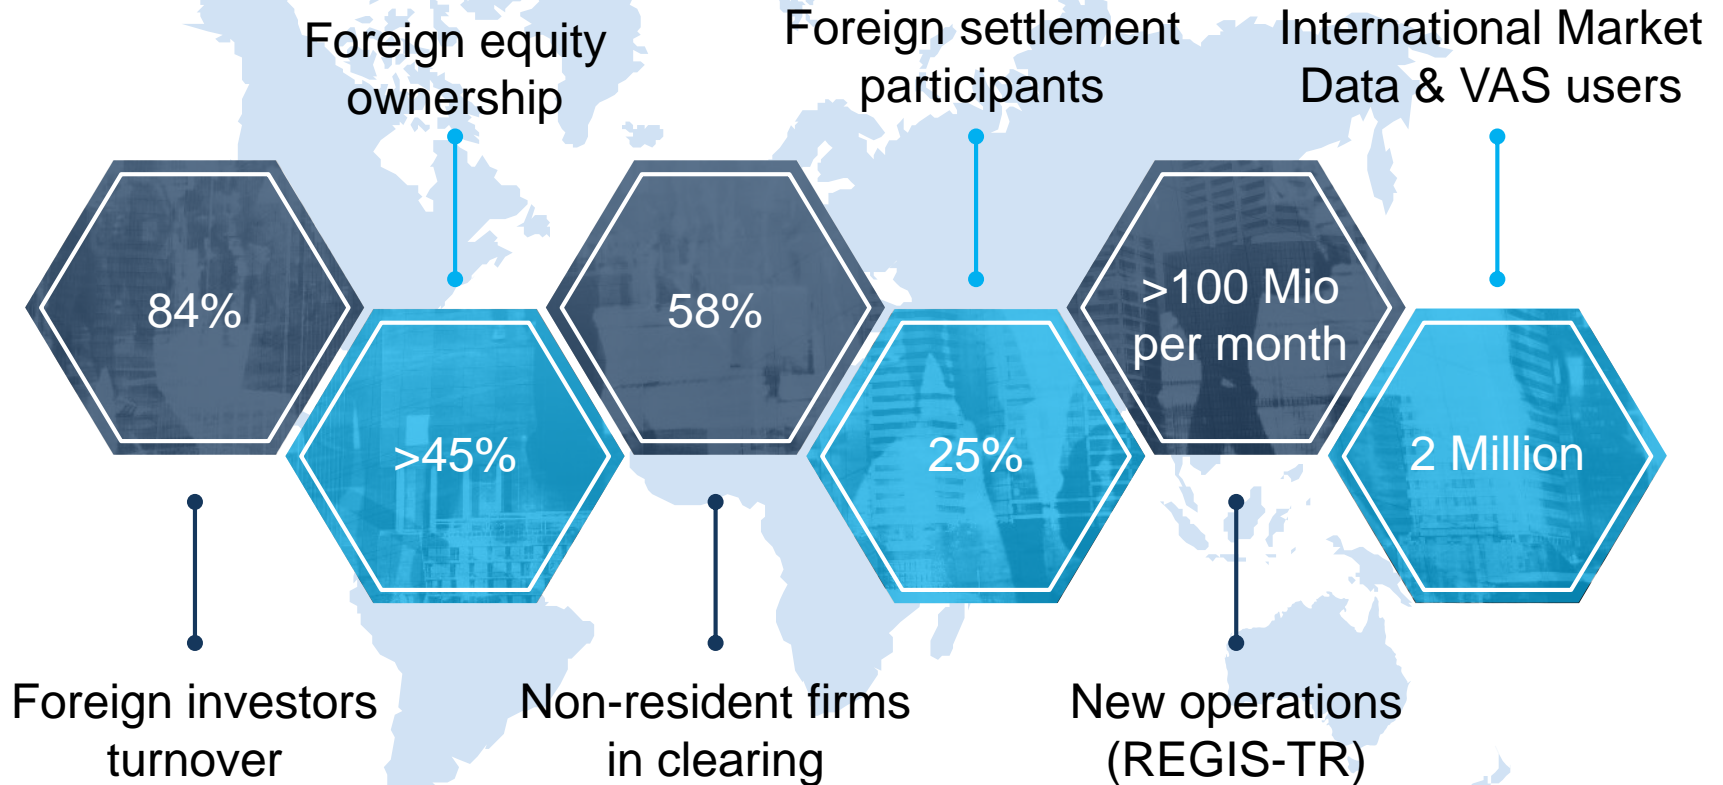 Foreign equity
ownership
Foreign settlement
participants
International Market
Data & VAS users
84%
>45%
58%
25%
>100 Mio
per month
2 Million
Foreign investors
turnover
Non-resident firms
in clearing
New operations
(REGIS-TR)